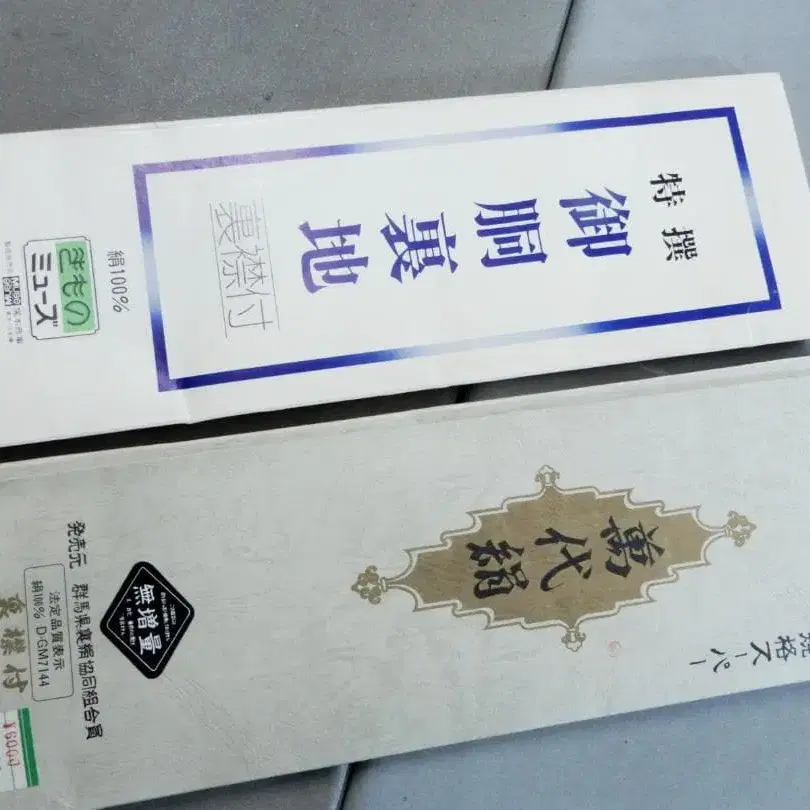 特撰
御胴裏地
裏襟付
絹100%
きもの
ミューズ
萬代絹
規格スーパー
無増量
発売元 群馬県裏絹協同組合員
法定品質表示
絹100% D-GM7144
裏襟付
¥6000